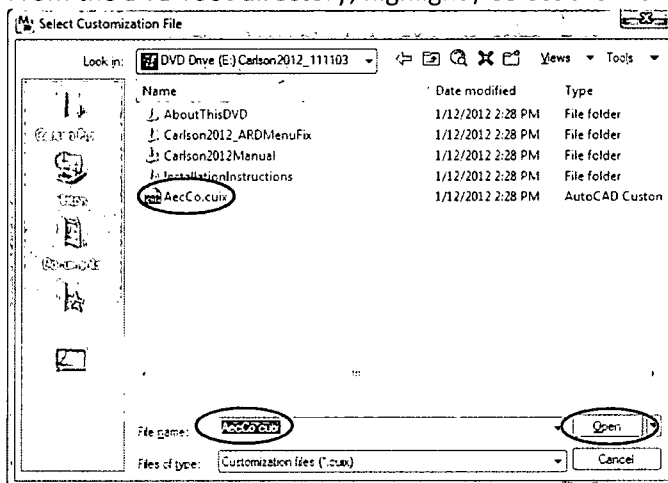 Select Customization File
Look in: DVD Drive (E:) Carlson2012_111103 Views Tools
Name Date modified Type
AboutThisDVD 1/12/2012 2:28 PM File folder
Carlson2012_ARDMenuFix 1/12/2012 2:28 PM File folder
Carlson2012Manual 1/12/2012 2:28 PM File folder
InstallationInstructions 1/12/2012 2:28 PM File folder
AecCo.cuix 1/12/2012 2:28 PM AutoCAD Custon
File name: AecCo.cuix Open
Files of type: Customization files (*.cuix) Cancel